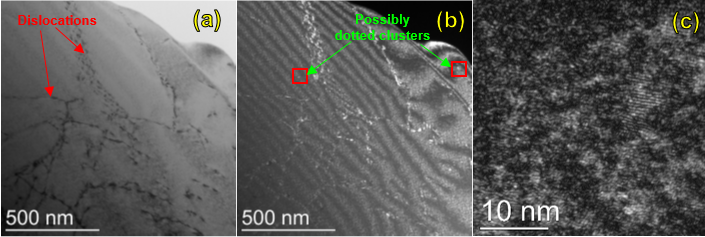 Dislocations
(a)
500 nm
Possibly
dotted clusters
(b)
500 nm
(c)
10 nm